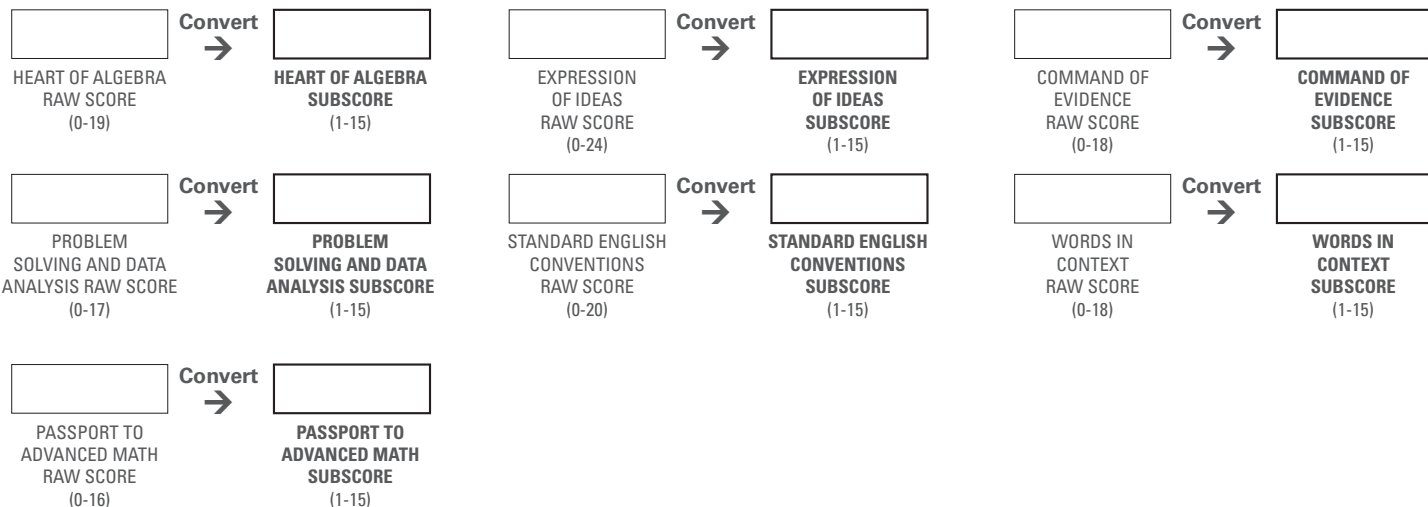 Convert
→
HEART OF ALGEBRA
RAW SCORE
(0-19)
HEART OF ALGEBRA
SUBSCORE
(1-15)
Convert
→
EXPRESSION
OF IDEAS
RAW SCORE
(0-24)
EXPRESSION
OF IDEAS
SUBSCORE
(1-15)
Convert
→
COMMAND OF
EVIDENCE
RAW SCORE
(0-18)
COMMAND OF
EVIDENCE
SUBSCORE
(1-15)
Convert
→
PROBLEM
SOLVING AND DATA
ANALYSIS RAW SCORE
(0-17)
PROBLEM
SOLVING AND DATA
ANALYSIS SUBSCORE
(1-15)
Convert
→
STANDARD ENGLISH
CONVENTIONS
RAW SCORE
(0-20)
STANDARD ENGLISH
CONVENTIONS
SUBSCORE
(1-15)
Convert
→
WORDS IN
CONTEXT
RAW SCORE
(0-18)
WORDS IN
CONTEXT
SUBSCORE
(1-15)
Convert
→
PASSPORT TO
ADVANCED MATH
RAW SCORE
(0-16)
PASSPORT TO
ADVANCED MATH
SUBSCORE
(1-15)